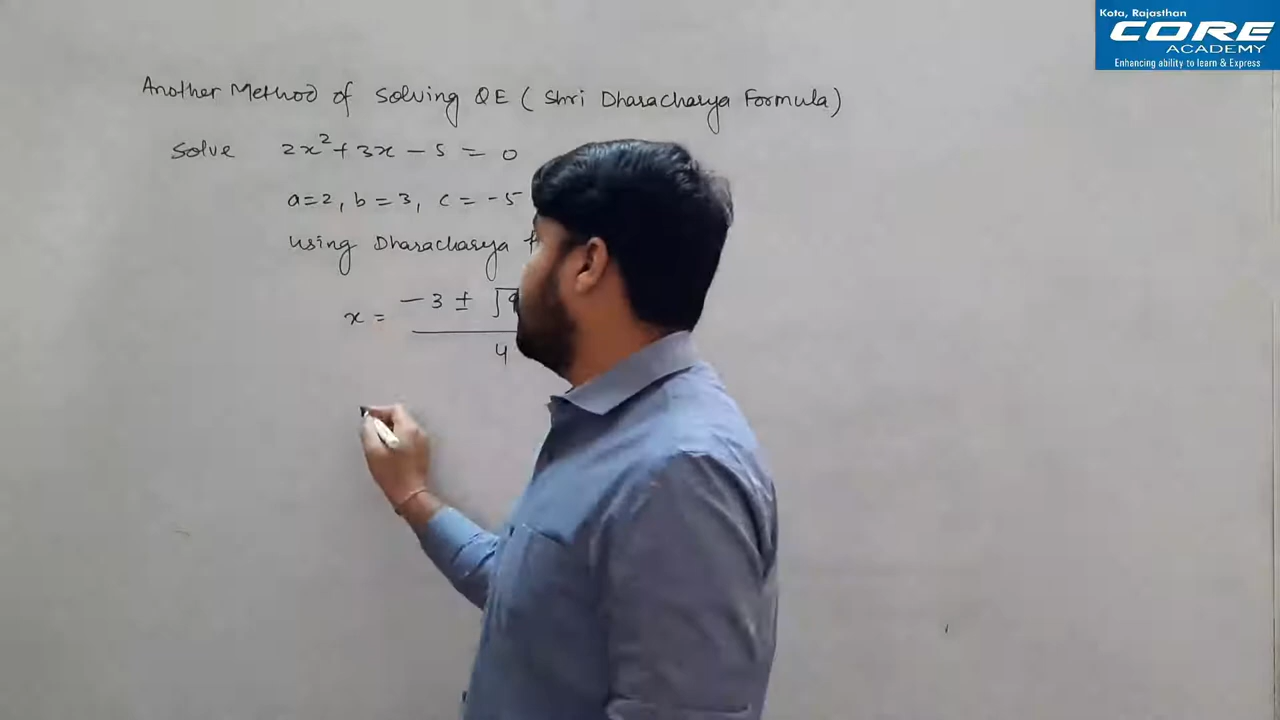 Kota, Rajasthan
CORE
ACADEMY
Enhancing ability to learn & Express
Another Method of Solving QE ( Shri Dharacharya Formula)
Solve 2x² + 3x - 5 = 0
a=2, b = 3, c = -5
Using Dharacharya
x = -3 ± √9
4